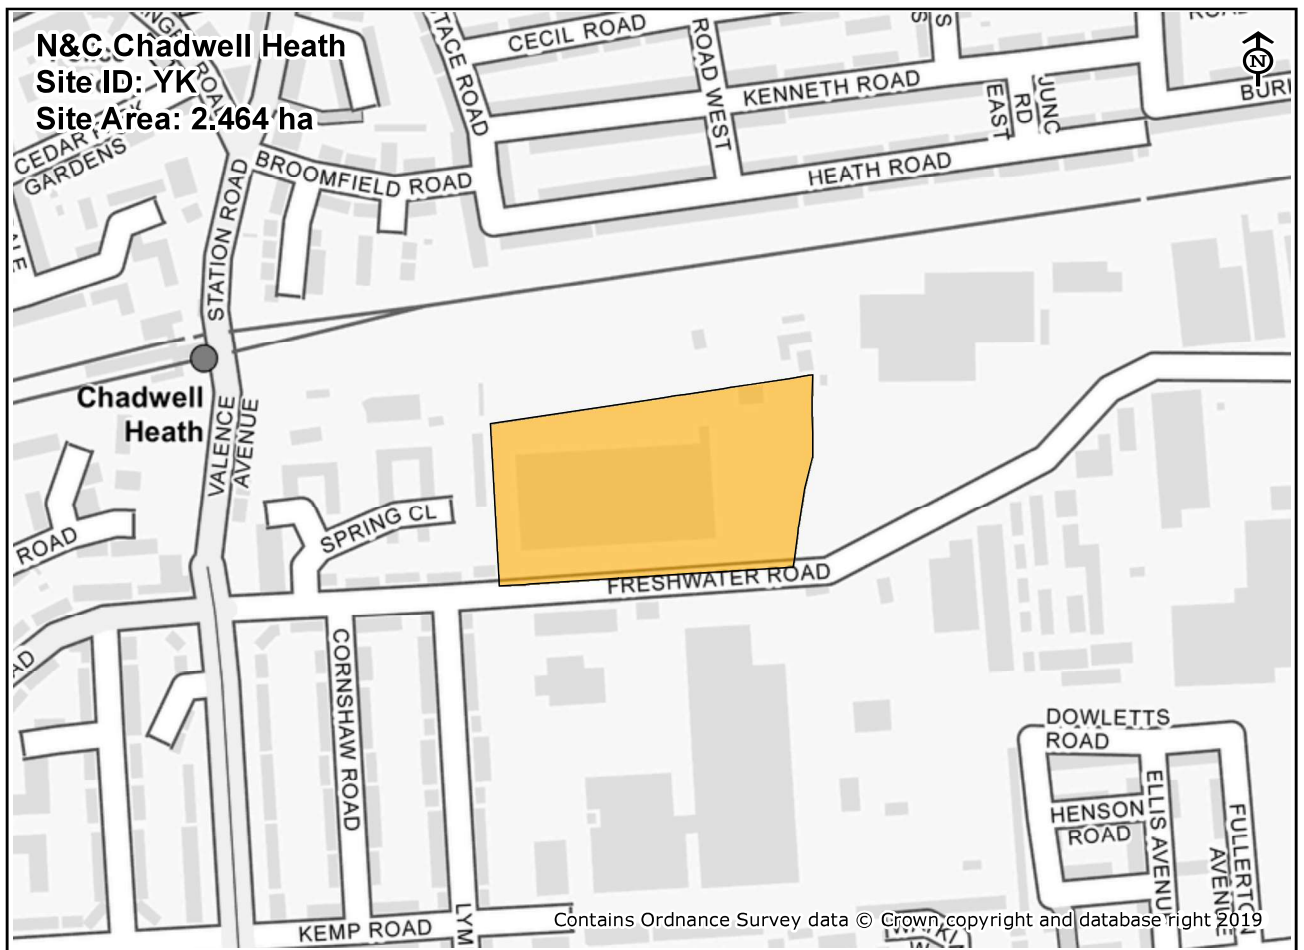 N&C Chadwell Heath
Site ID: YK
Site Area: 2.464 ha
N
CECIL ROAD
ROAD WEST
KENNETH ROAD
EAST
JUNC
RD
HEATH ROAD
CEDAR
GARDENS
BROOMFIELD ROAD
STATION ROAD
Chadwell
Heath
VALENCE
AVENUE
ROAD
SPRING CL
FRESHWATER ROAD
CORNSHAW ROAD
DOWLETTS
ROAD
HENSON
ROAD
ELLIS AVENUE
FULLERTON
AVENUE
KEMP ROAD
LYM
Contains Ordnance Survey data © Crown copyright and database right 2019